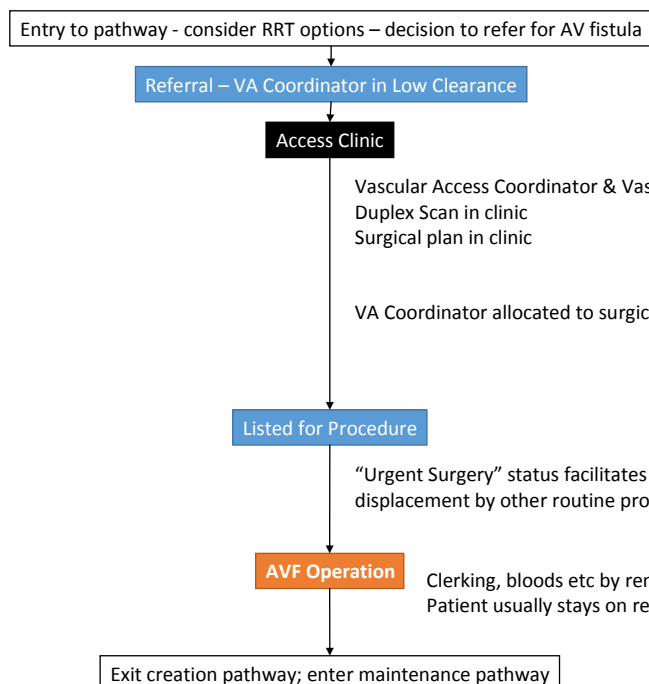 Entry to pathway - consider RRT options – decision to refer for AV fistula
Referral – VA Coordinator in Low Clearance
Access Clinic
Vascular Access Coordinator & Vas
Duplex Scan in clinic
Surgical plan in clinic
VA Coordinator allocated to surgic
Listed for Procedure
“Urgent Surgery” status facilitates
displacement by other routine pro
AVF Operation
Clerking, bloods etc by ren
Patient usually stays on re
Exit creation pathway; enter maintenance pathway